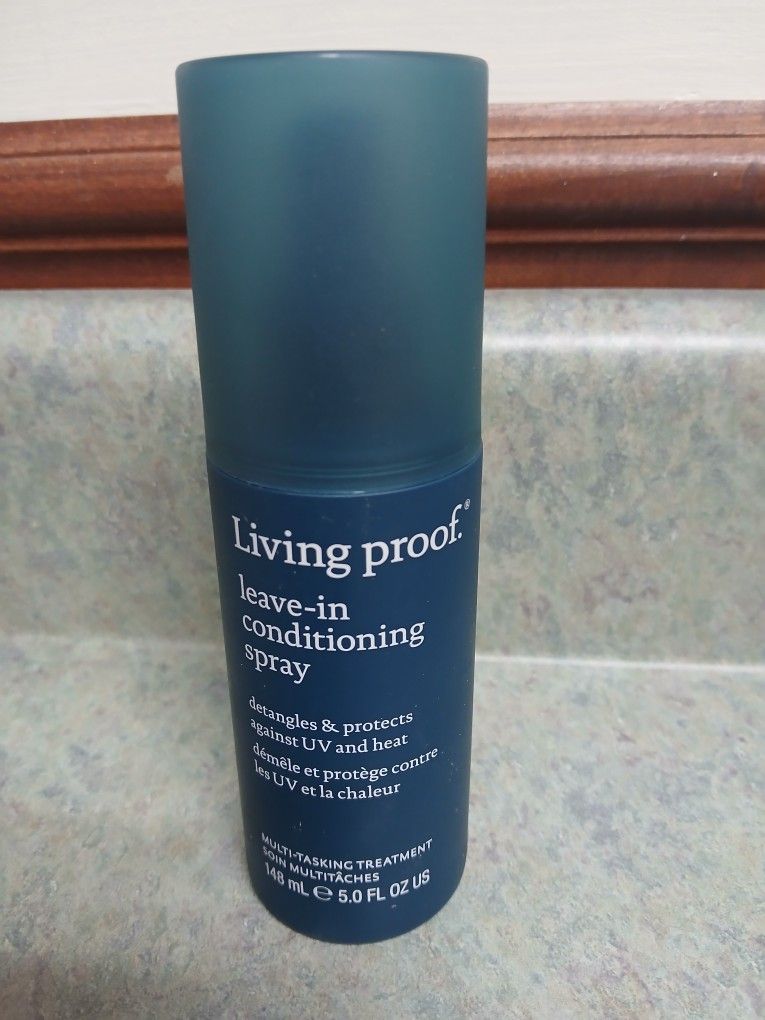 Living proof.®
leave-in
conditioning
spray
detangles & protects
against UV and heat
démêle et protège contre
les UV et la chaleur
MULTI-TASKING TREATMENT
SOIN MULTITÂCHES
148 mL ℮ 5.0 FL OZ US